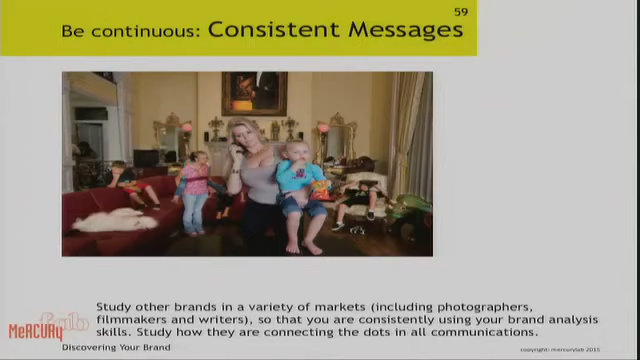 59
Be continuous: Consistent Messages
Study other brands in a variety of markets (including photographers,
filmmakers and writers), so that you are consistently using your brand analysis
skills. Study how they are connecting the dots in all communications.
MeRCURy lab
Discovering Your Brand
copyright: mercurylab 2015